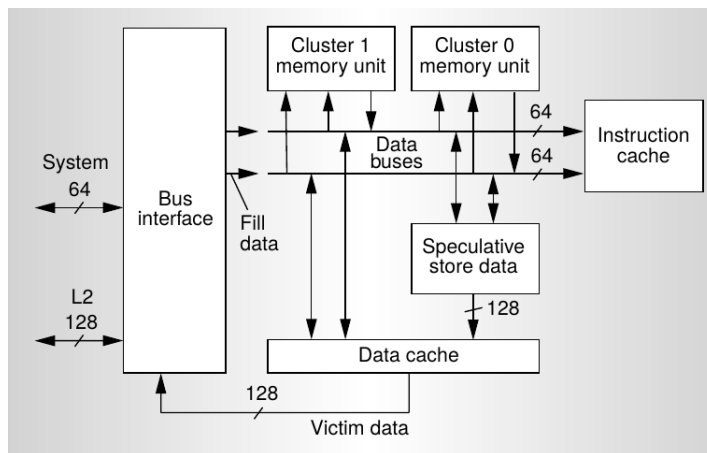 Cluster 1
memory unit
Cluster 0
memory unit
64
Instruction
cache
Data
buses
64
System
64
Bus
interface
Fill
data
Speculative
store data
L2
128
128
Data cache
128
Victim data